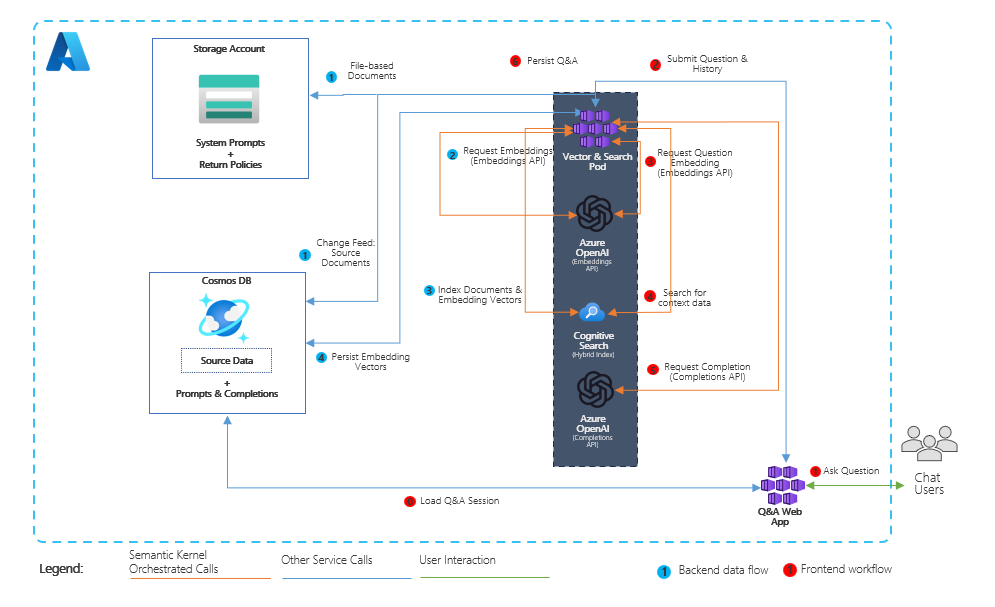 Storage Account
System Prompts
+
Return Policies
1
File-based
Documents
6
Persist Q&A
2
Submit Question &
History
2
Request Embeddings
(Embeddings API)
Vector & Search
Pod
Request Question
Embedding
(Embeddings API)
Azure
OpenAI
(Embeddings
API)
1
Change Feed:
Source
Documents
Cosmos DB
Source Data
+
Prompts & Completions
3
Index Documents &
Embedding Vectors
4
Search for
context data
Cognitive
Search
(Hybrid Index)
4
Persist Embedding
Vectors
5
Request Completion
(Completions API)
Azure
OpenAI
(Completions
API)
Chat
Users
Ask Question
Q&A Web
App
Load Q&A Session
Legend:
Semantic Kernel
Orchestrated Calls
Other Service Calls
User Interaction
1
Backend data flow
1
Frontend workflow